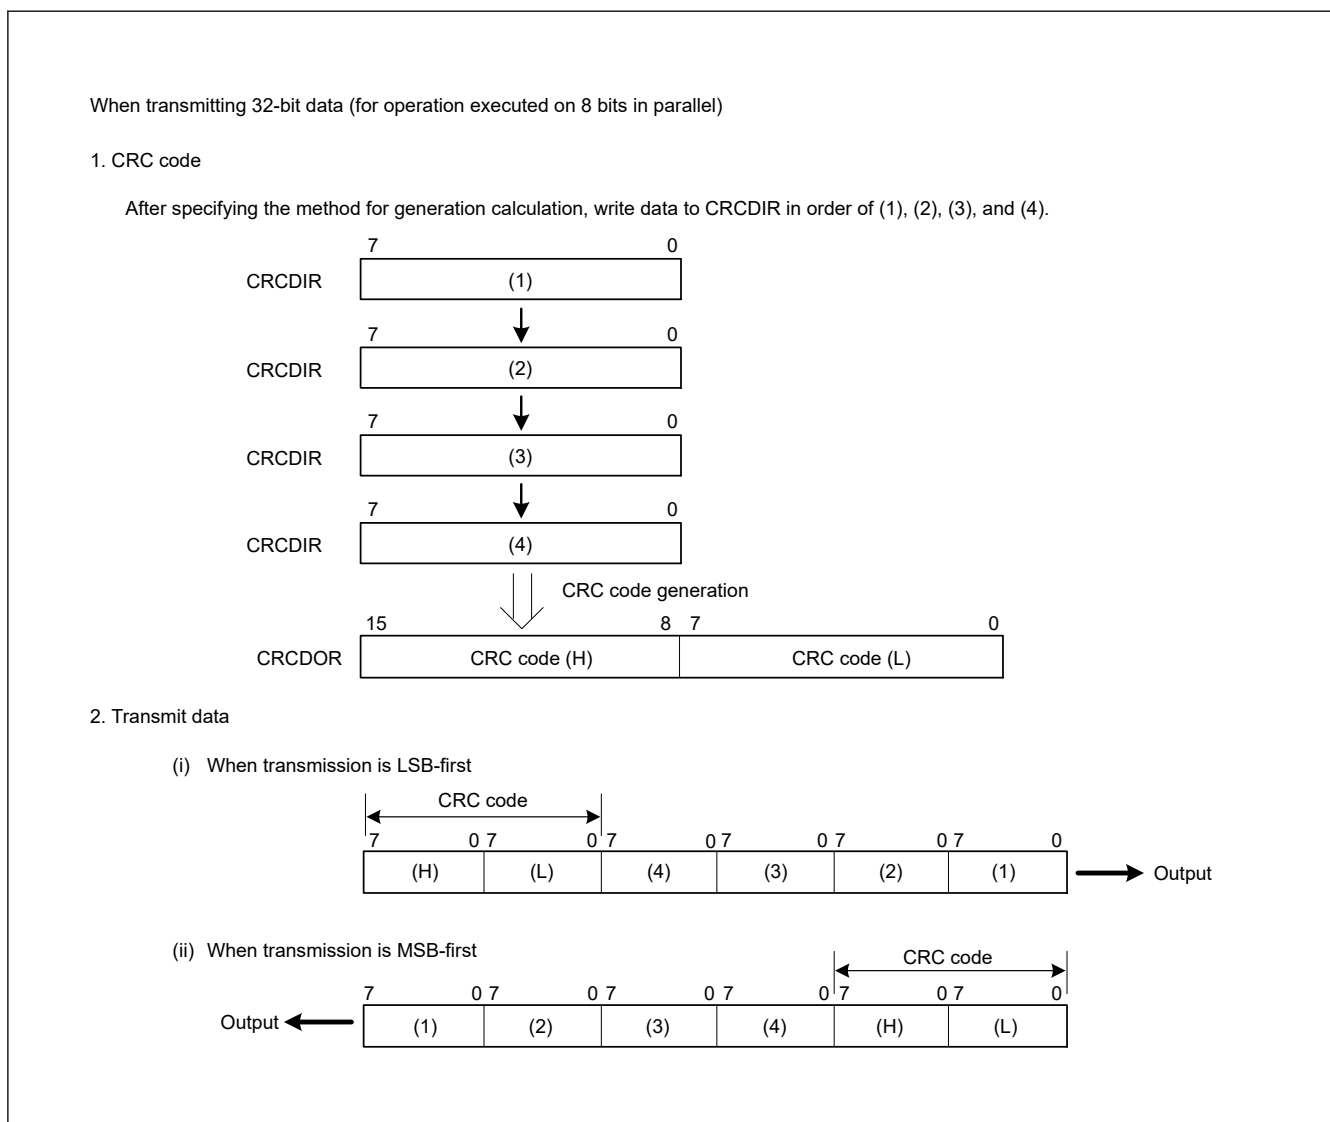 When transmitting 32-bit data (for operation executed on 8 bits in parallel)
1. CRC code
After specifying the method for generation calculation, write data to CRCDIR in order of (1), (2), (3), and (4).
7 0
CRCDIR (1)
7 0
CRCDIR (2)
7 0
CRCDIR (3)
7 0
CRCDIR (4)
CRC code generation
15 8 7 0
CRCDOR CRC code (H) CRC code (L)
2. Transmit data
(i) When transmission is LSB-first
CRC code
7 0 7 0 7 0 7 0 7 0 7 0
(H) (L) (4) (3) (2) (1) Output
(ii) When transmission is MSB-first
CRC code
7 0 7 0 7 0 7 0 7 0 7 0
Output (1) (2) (3) (4) (H) (L)